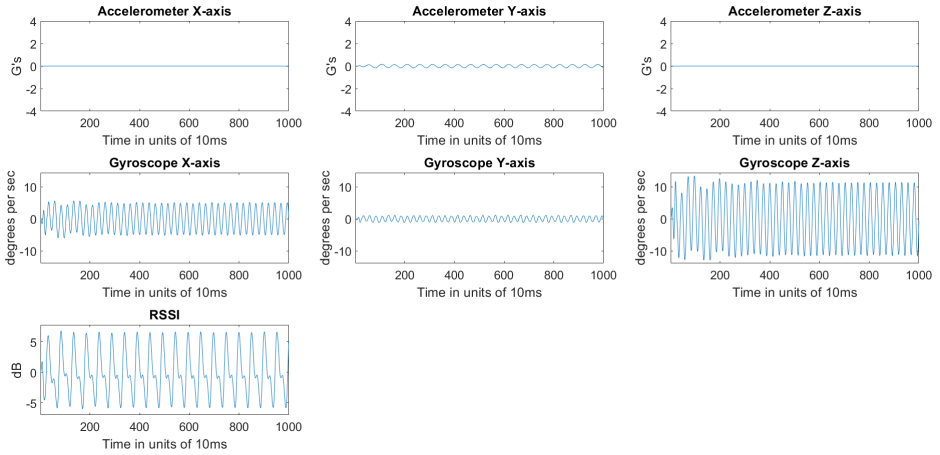 Accelerometer X-axis
4
2
0
-2
-4
G's
200 400 600 800 1000
Time in units of 10ms
Accelerometer Y-axis
4
2
0
-2
-4
G's
200 400 600 800 1000
Time in units of 10ms
Accelerometer Z-axis
4
2
0
-2
-4
G's
200 400 600 800 1000
Time in units of 10ms
Gyroscope X-axis
10
0
-10
degrees per sec
200 400 600 800 1000
Time in units of 10ms
Gyroscope Y-axis
10
0
-10
degrees per sec
200 400 600 800 1000
Time in units of 10ms
Gyroscope Z-axis
10
0
-10
degrees per sec
200 400 600 800 1000
Time in units of 10ms
RSSI
5
0
-5
dB
200 400 600 800 1000
Time in units of 10ms